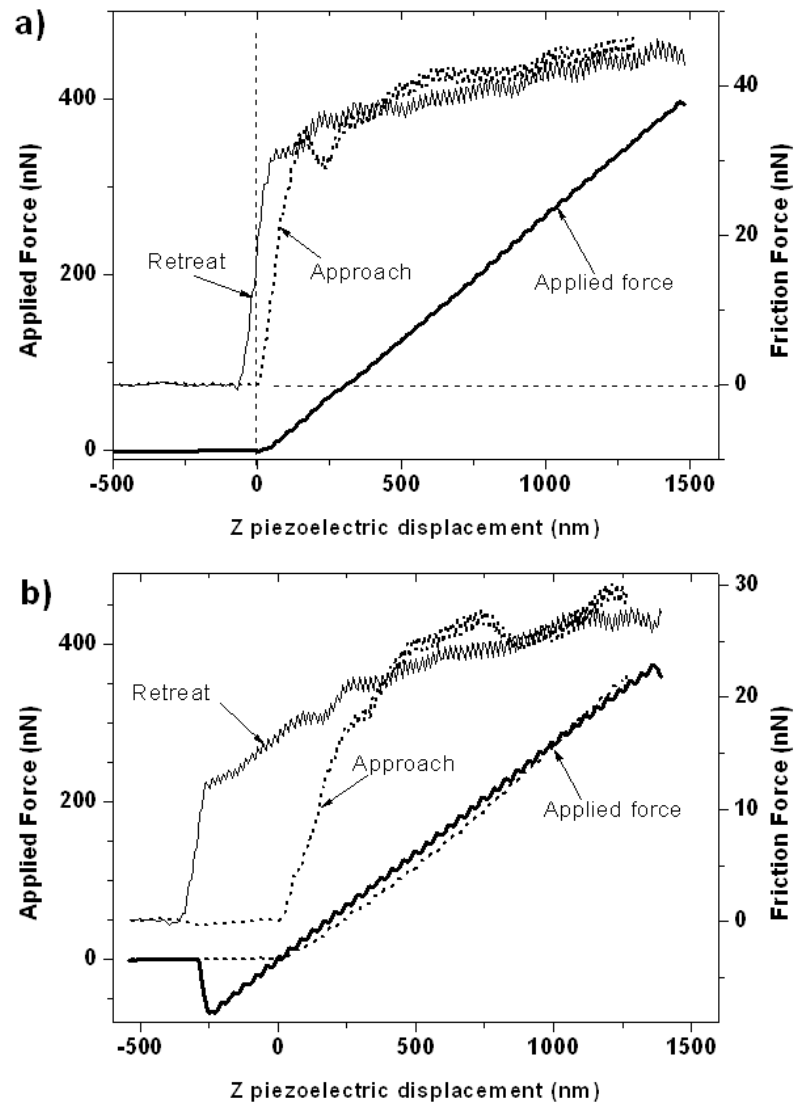 a)
400
200
0
Applied Force (nN)
40
20
0
Friction Force (nN)
Retreat
Approach
Applied force
-500
0
500
1000
1500
Z piezoelectric displacement (nm)
b)
400
200
0
Applied Force (nN)
30
20
10
0
Friction Force (nN)
Retreat
Approach
Applied force
-500
0
500
1000
1500
Z piezoelectric displacement (nm)